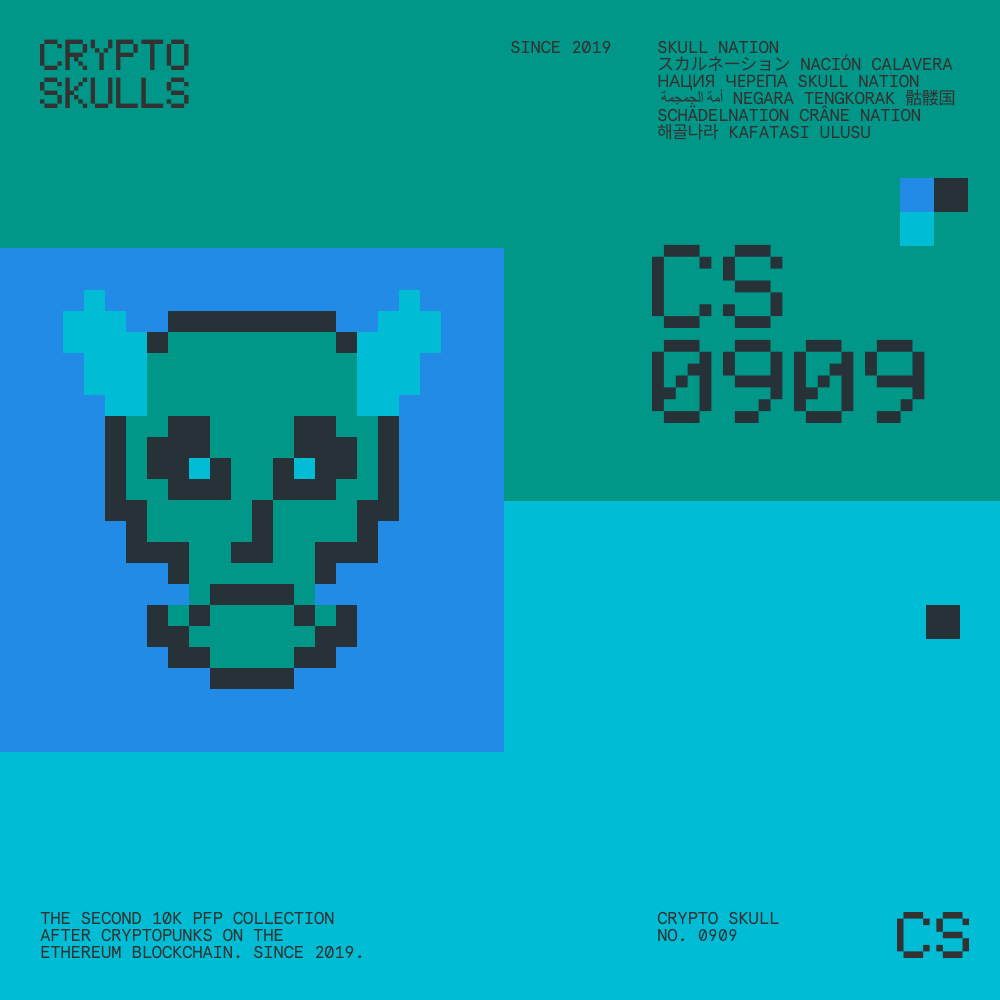 CRYPTO
SKULLS
SINCE 2019
SKULL NATION
スカルネーション NACIÓN CALAVERA
НАЦИЯ ЧЕРЕПА SKULL NATION
أمة الجمجمة NEGARA TENGKORAK 骷髅国
SCHÄDELNATION CRÂNE NATION
해골나라 KAFATASI ULUSU
CS
0909
THE SECOND 10K PFP COLLECTION
AFTER CRYPTOPUNKS ON THE
ETHEREUM BLOCKCHAIN. SINCE 2019.
CRYPTO SKULL
NO. 0909
CS